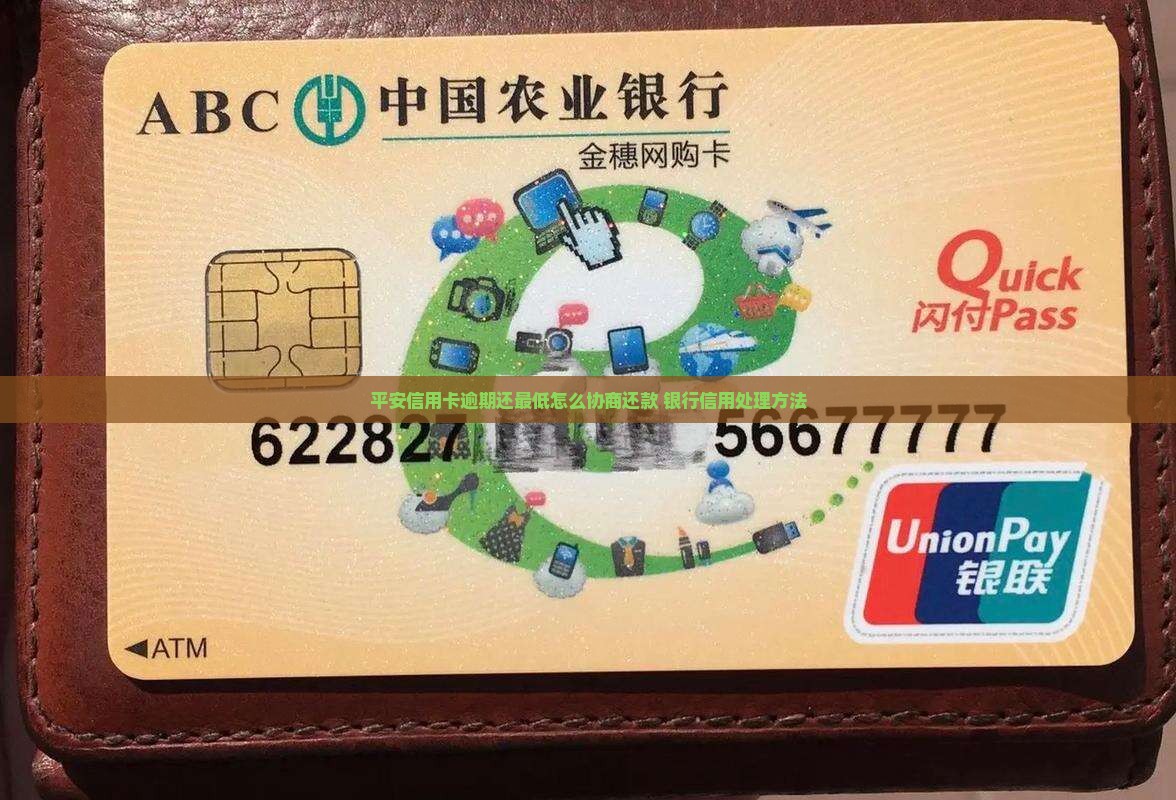 ABC 中国农业银行
金穗网购卡
Quick
闪付Pass
平安信用卡逾期还最低怎么协商还款 银行信用处理方法
622827 56677777
UnionPay
银联
ATM